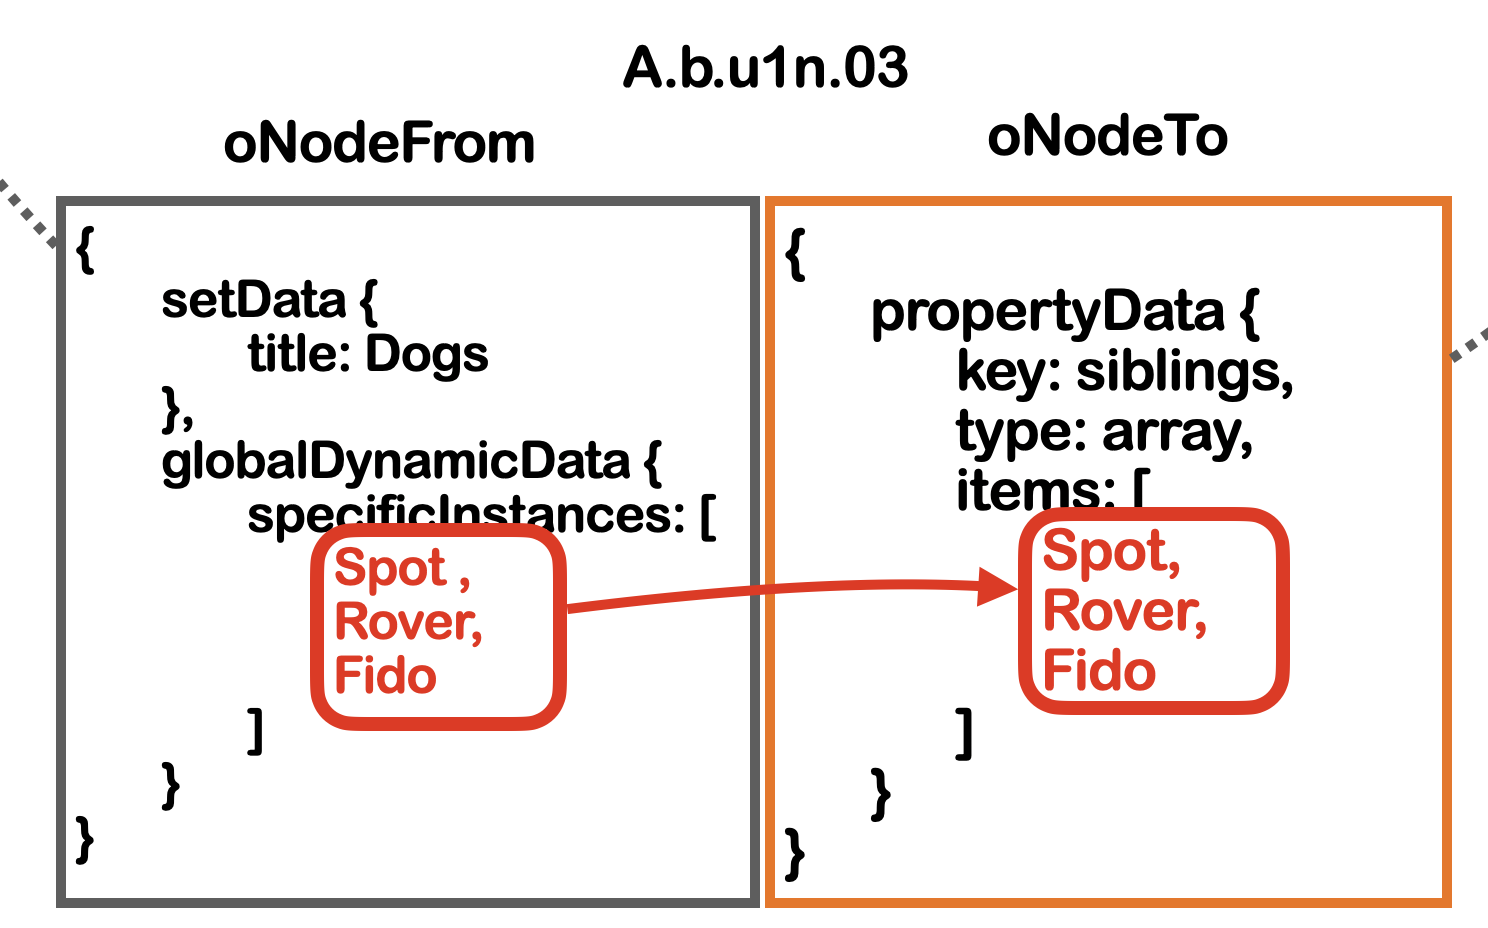 A.b.u1n.03
oNodeFrom
{
setData {
title: Dogs
},
globalDynamicData {
specificInstances: [
Spot ,
Rover,
Fido
]
}
}
oNodeTo
{
propertyData {
key: siblings,
type: array,
items: [
Spot,
Rover,
Fido
]
}
}